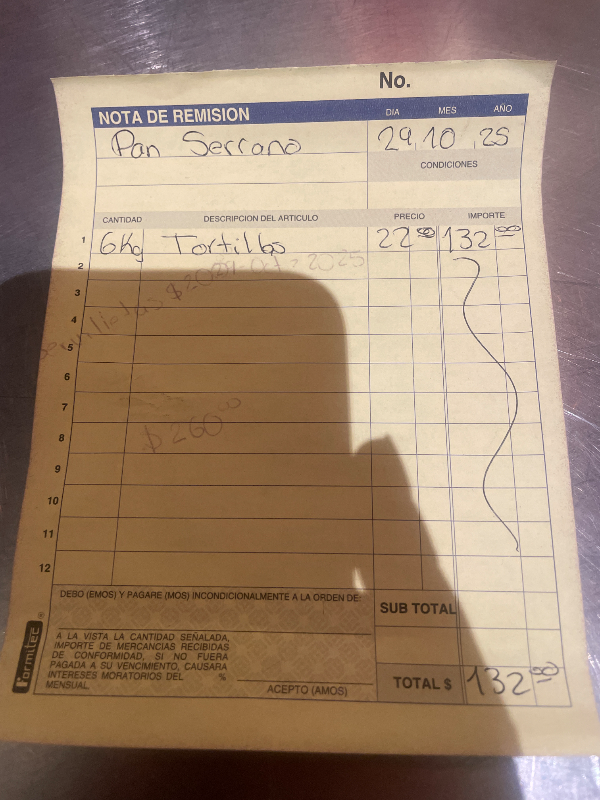 No.
NOTA DE REMISION
DIA MES AÑO
Pan Serrano
29 10 25
CONDICIONES
CANTIDAD DESCRIPCION DEL ARTICULO PRECIO IMPORTE
1 6Kg Tortillas 22 00 132 00
2
3
4
5
6
7
$260 00
8
9
10
11
12
DEBO (EMOS) Y PAGARE (MOS) INCONDICIONALMENTE A LA ORDEN DE:
SUB TOTAL
A LA VISTA LA CANTIDAD SEÑALADA,
IMPORTE DE MERCANCIAS RECIBIDAS
DE CONFORMIDAD, SI NO FUERA
PAGADA A SU VENCIMIENTO, CAUSARA
INTERESES MORATORIOS DEL %
MENSUAL.
ACEPTO (AMOS)
TOTAL $ 132 00
Formitec ®